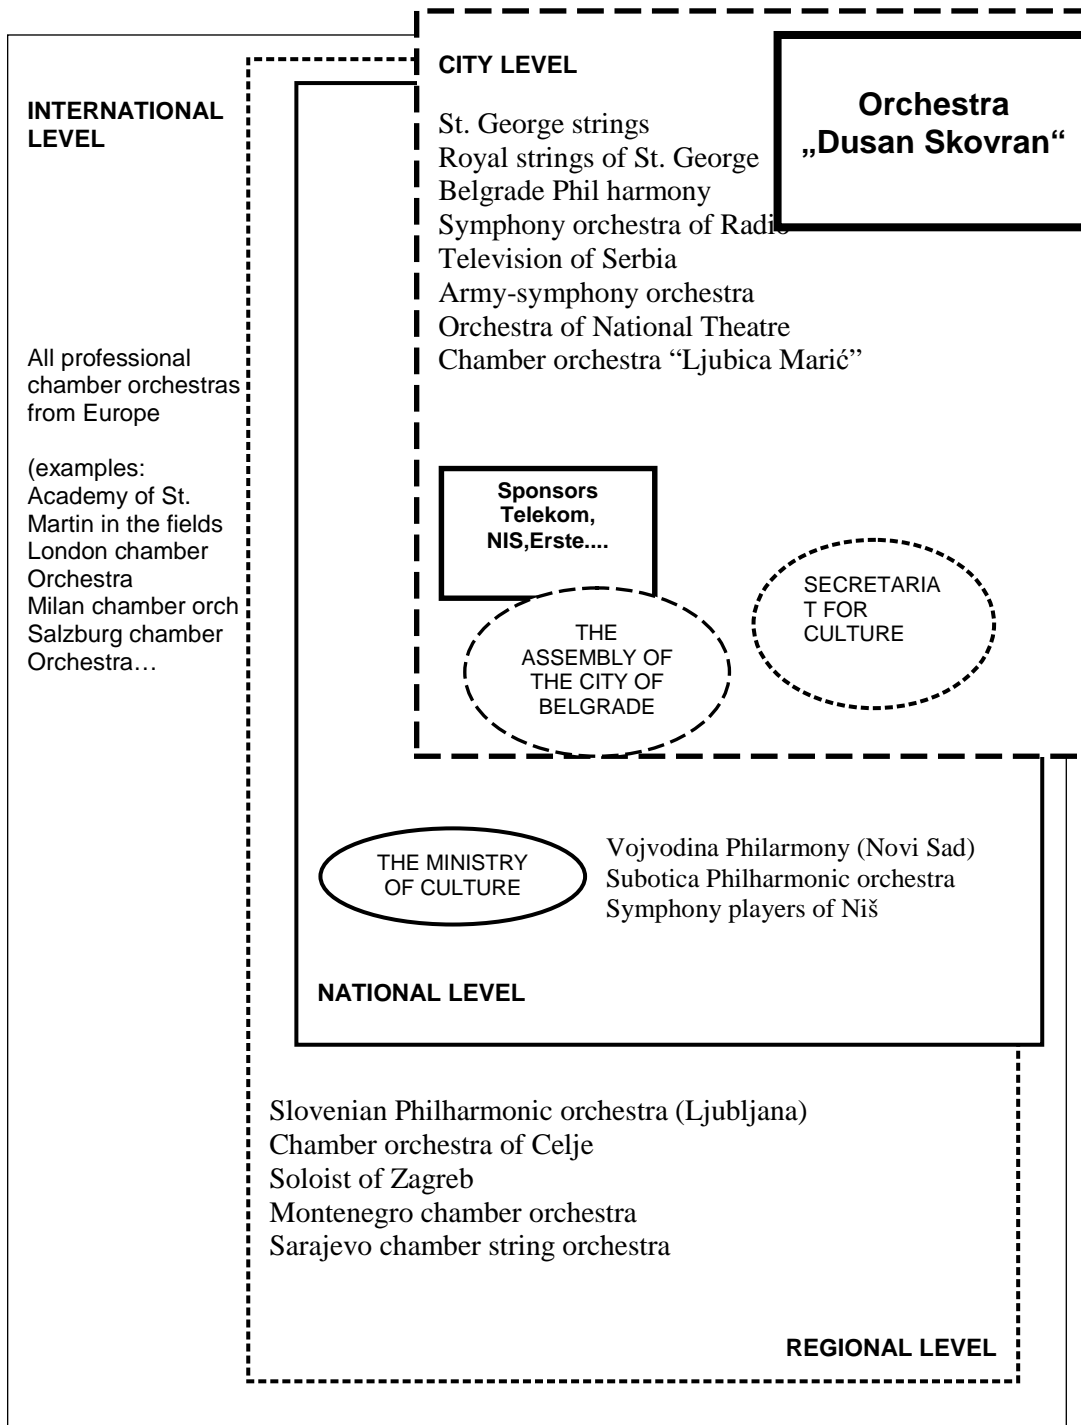 INTERNATIONAL
LEVEL
All professional
chamber orchestras
from Europe
(examples:
Academy of St.
Martin in the fields
London chamber
Orchestra
Milan chamber orch
Salzburg chamber
Orchestra…
CITY LEVEL
St. George strings
Royal strings of St. George
Belgrade Phil harmony
Symphony orchestra of Radio
Television of Serbia
Army-symphony orchestra
Orchestra of National Theatre
Chamber orchestra “Ljubica Marić”
Orchestra
„Dusan Skovran“
Sponsors
Telekom,
NIS,Erste....
THE
ASSEMBLY OF
THE CITY OF
BELGRADE
SECRETARIA
T FOR
CULTURE
THE MINISTRY
OF CULTURE
Vojvodina Philarmony (Novi Sad)
Subotica Philharmonic orchestra
Symphony players of Niš
NATIONAL LEVEL
Slovenian Philharmonic orchestra (Ljubljana)
Chamber orchestra of Celje
Soloist of Zagreb
Montenegro chamber orchestra
Sarajevo chamber string orchestra
REGIONAL LEVEL